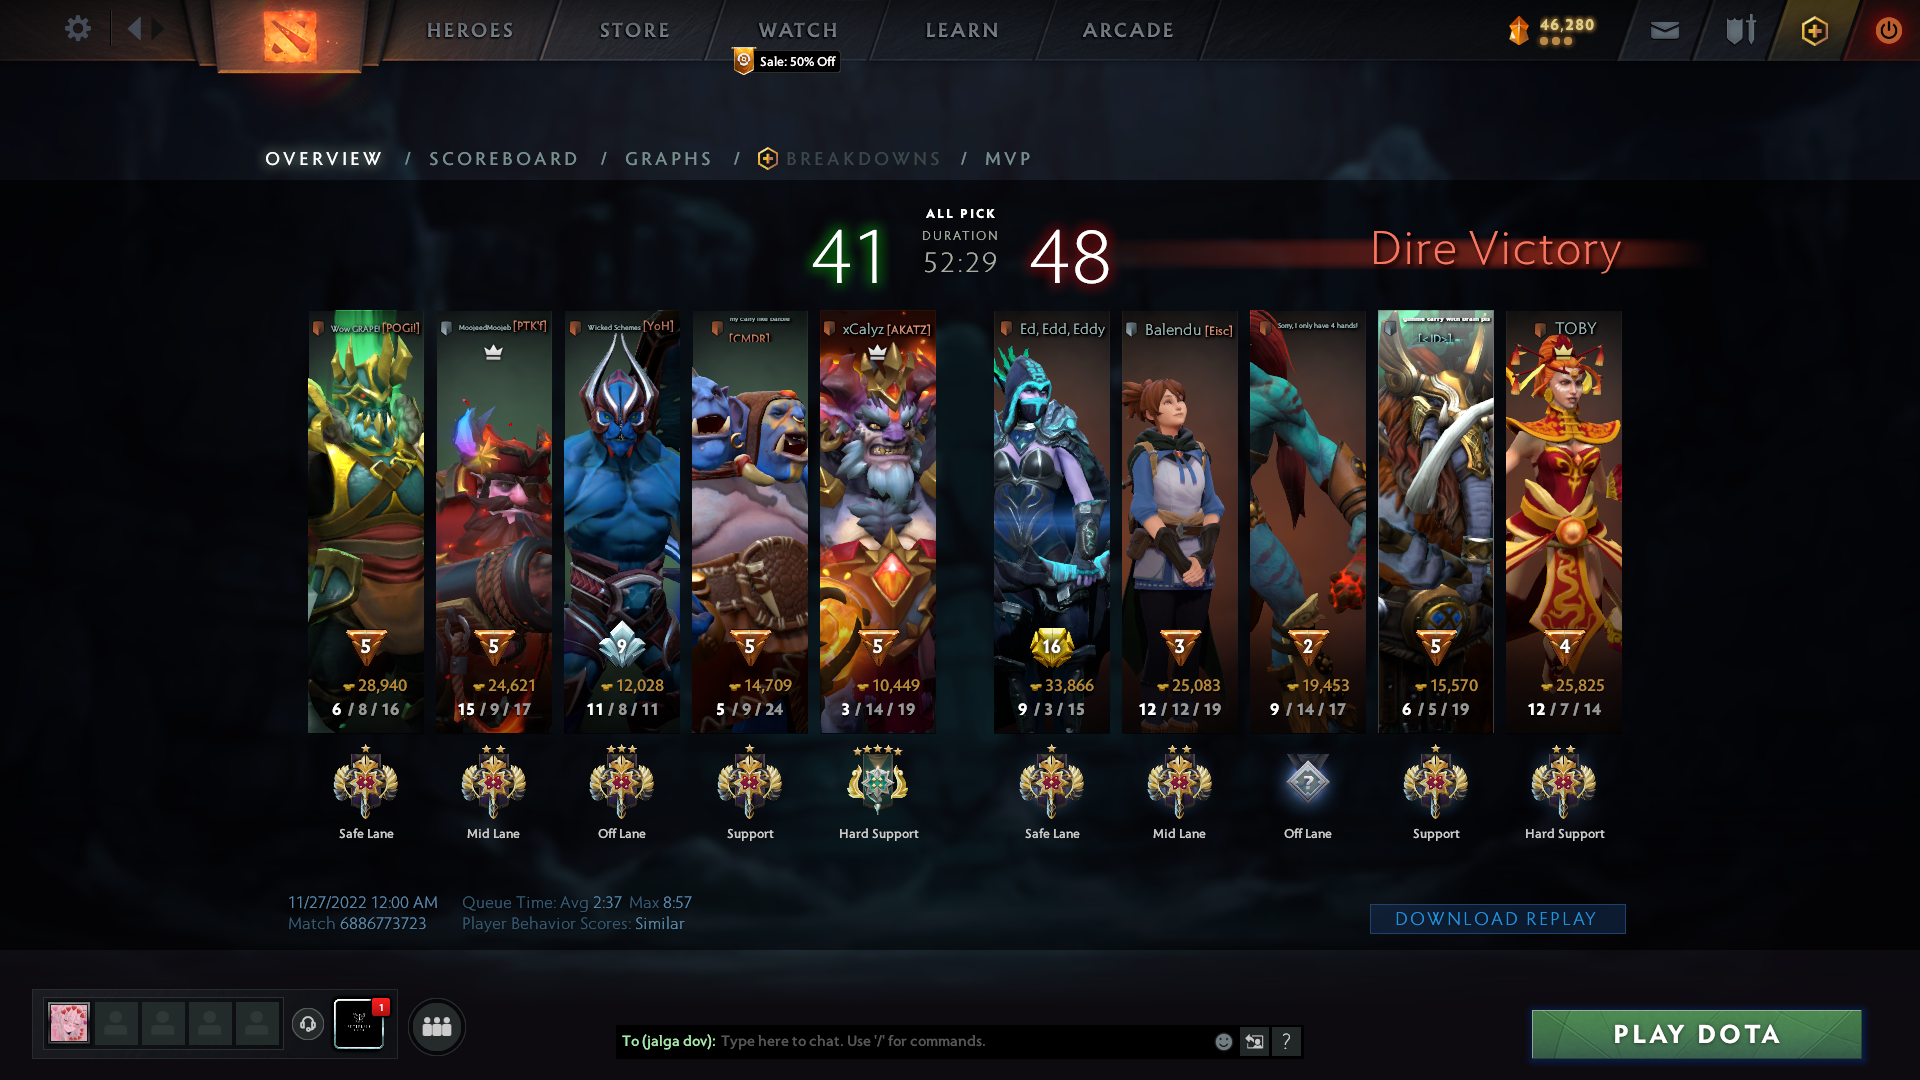 HEROES
STORE
WATCH
LEARN
ARCADE
46,280
Sale: 50% Off
OVERVIEW / SCOREBOARD / GRAPHS / BREAKDOWNS / MVP
ALL PICK
DURATION
41 52:29 48
Dire Victory
Wow GRAPE! [POGi!]
MoojeedMoojeb [PTK'f]
Wicked Schemes [YoH]
my carry like barbie
[CMDR]
xCalyz [AKATZ]
Ed, Edd, Eddy
Balendu [Eisc]
Sorry, I only have 4 hands!
gimme carry with brain pls
[<ID>]
TOBY
5 5 9 5 5 16 3 2 5 4
28,940 24,621 12,028 14,709 10,449 33,866 25,083 19,453 15,570 25,825
6 / 8 / 16 15 / 9 / 17 11 / 8 / 11 5 / 9 / 24 3 / 14 / 19 9 / 3 / 15 12 / 12 / 19 9 / 14 / 17 6 / 5 / 19 12 / 7 / 14
?
Safe Lane Mid Lane Off Lane Support Hard Support Safe Lane Mid Lane Off Lane Support Hard Support
11/27/2022 12:00 AM Queue Time: Avg 2:37 Max 8:57
Match 6886773723 Player Behavior Scores: Similar
DOWNLOAD REPLAY
1
To (jalga dov): Type here to chat. Use '/' for commands.
?
PLAY DOTA